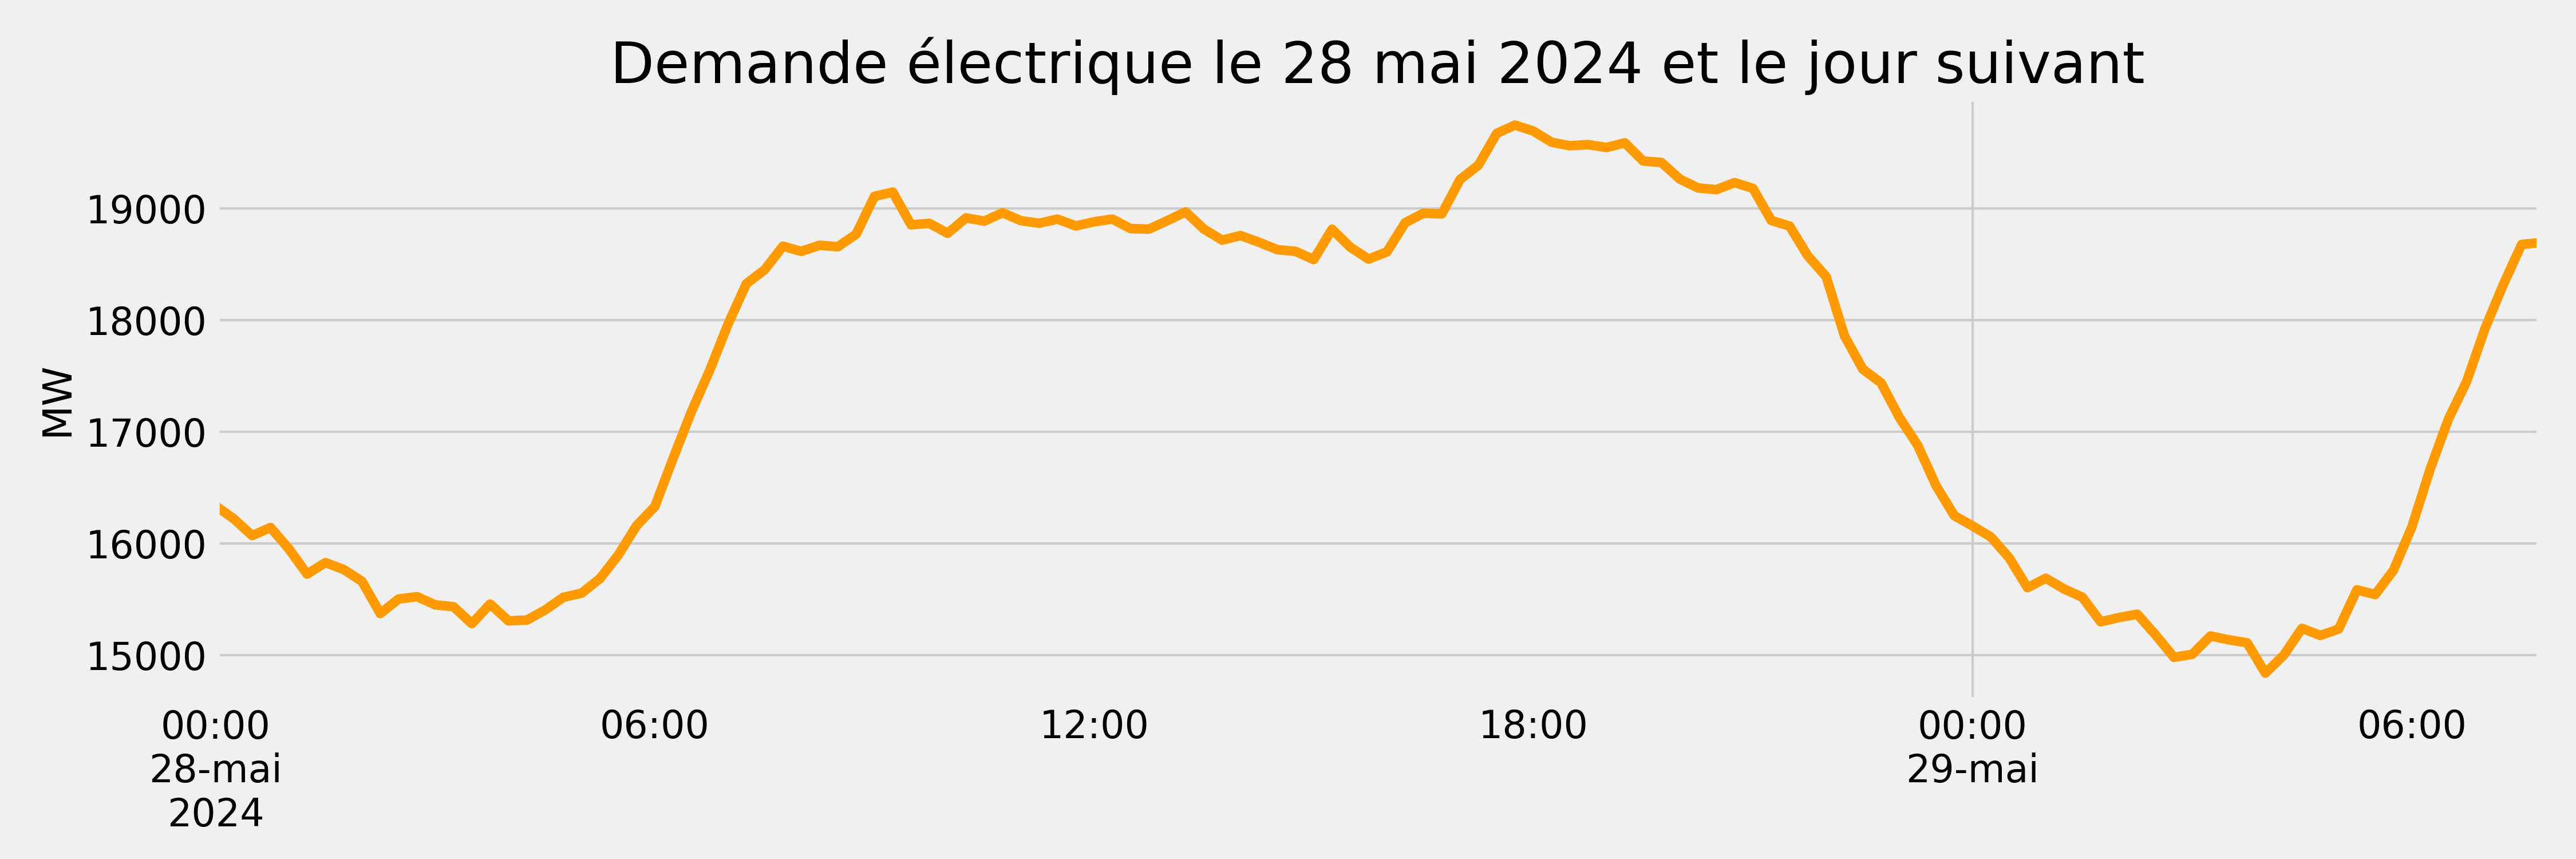 Demande électrique le 28 mai 2024 et le jour suivant
MW
19000
18000
17000
16000
15000
00:00 06:00 12:00 18:00 00:00 06:00
28-mai 29-mai
2024